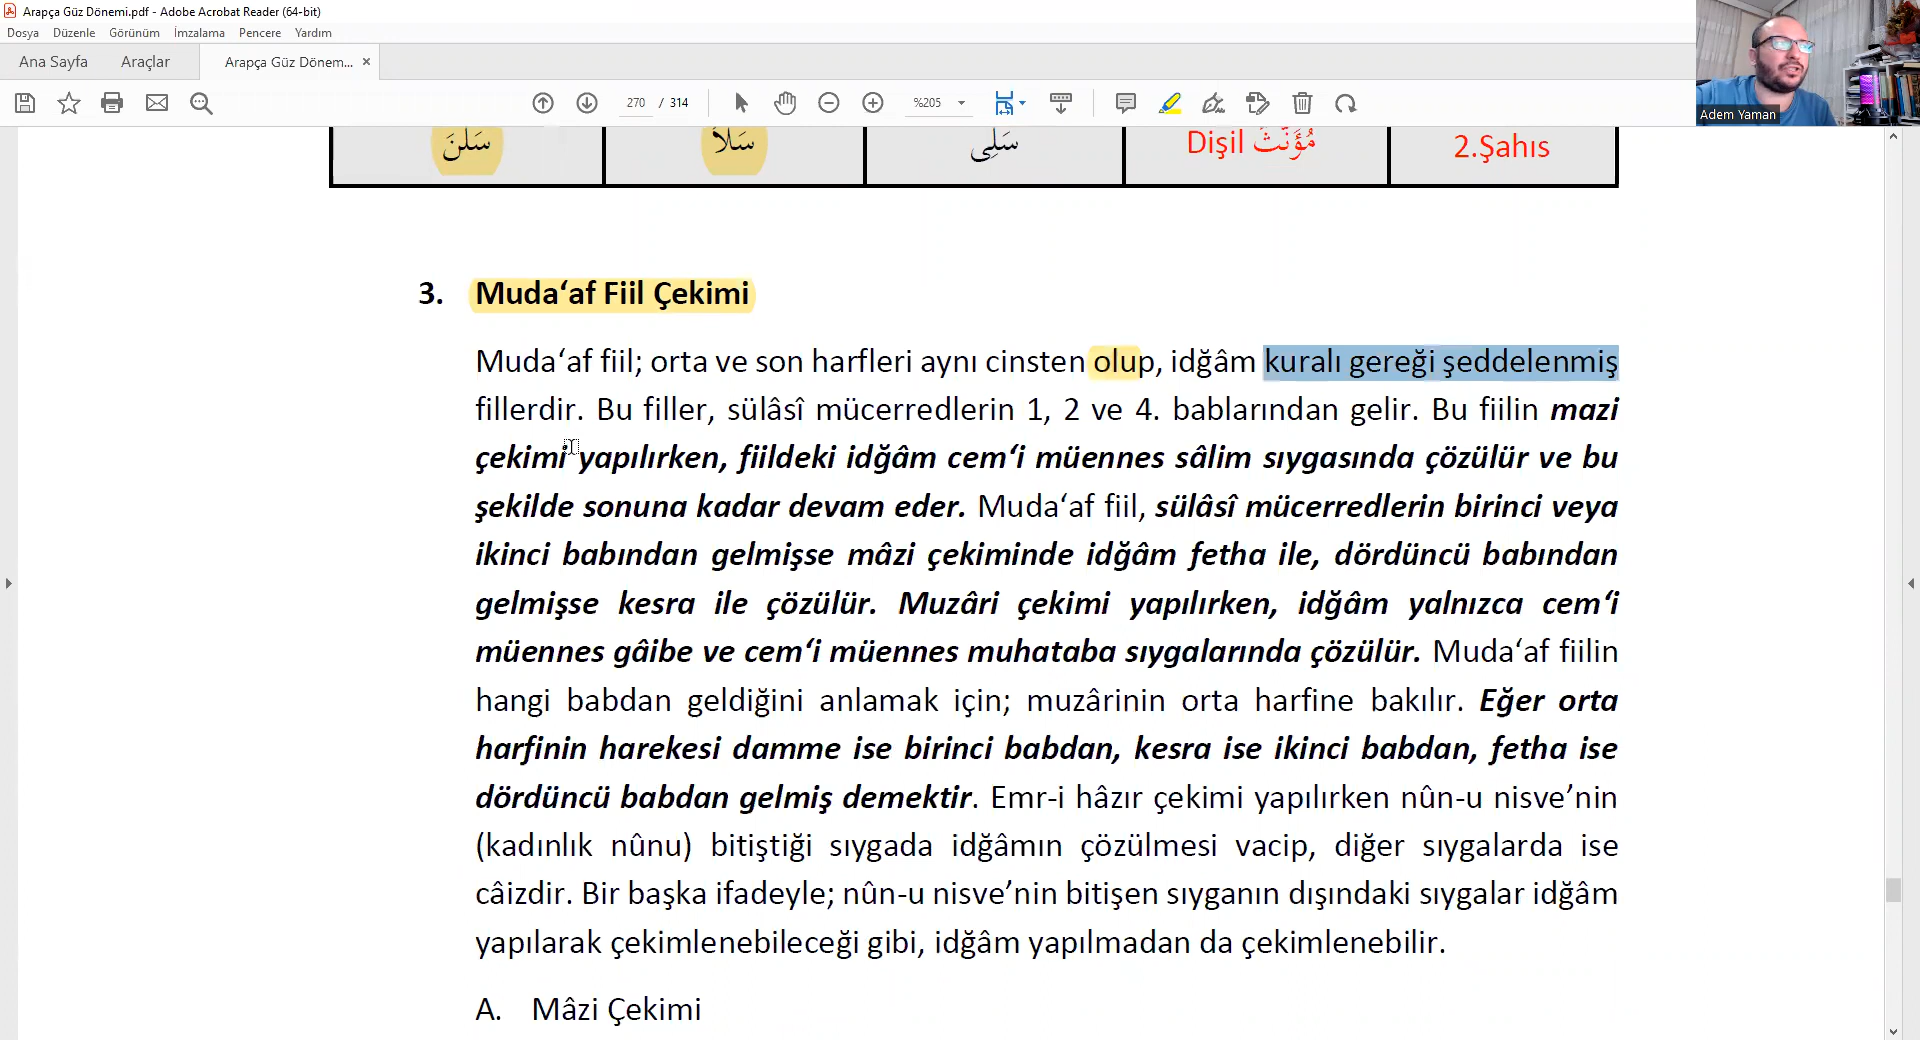 Arapça Güz Dönemi.pdf - Adobe Acrobat Reader (64-bit)
Dosya Düzenle Görünüm İmzalama Pencere Yardım
Ana Sayfa Araçlar Arapça Güz Dönem... ×
270 / 314 %205
Adem Yaman
سَلْنَ سَلاَ سَلِى Dişil مُؤَنَّثْ 2.Şahıs
3. Muda‘af Fiil Çekimi
Muda‘af fiil; orta ve son harfleri aynı cinsten olup, idğâm kuralı gereği şeddelenmiş
fillerdir. Bu filler, sülâsî mücerredlerin 1, 2 ve 4. bablarından gelir. Bu fiilin mazi
çekimi yapılırken, fiildeki idğâm cem‘i müennes sâlim sıygasında çözülür ve bu
şekilde sonuna kadar devam eder. Muda‘af fiil, sülâsî mücerredlerin birinci veya
ikinci babından gelmişse mâzi çekiminde idğâm fetha ile, dördüncü babından
gelmişse kesra ile çözülür. Muzâri çekimi yapılırken, idğâm yalnızca cem‘i
müennes gâibe ve cem‘i müennes muhataba sıygalarında çözülür. Muda‘af fiilin
hangi babdan geldiğini anlamak için; muzârinin orta harfine bakılır. Eğer orta
harfinin harekesi damme ise birinci babdan, kesra ise ikinci babdan, fetha ise
dördüncü babdan gelmiş demektir. Emr-i hâzır çekimi yapılırken nûn-u nisve’nin
(kadınlık nûnu) bitiştiği sıygada idğâmın çözülmesi vacip, diğer sıygalarda ise
câizdir. Bir başka ifadeyle; nûn-u nisve’nin bitişen sıyganın dışındaki sıygalar idğâm
yapılarak çekimlenebileceği gibi, idğâm yapılmadan da çekimlenebilir.
A. Mâzi Çekimi